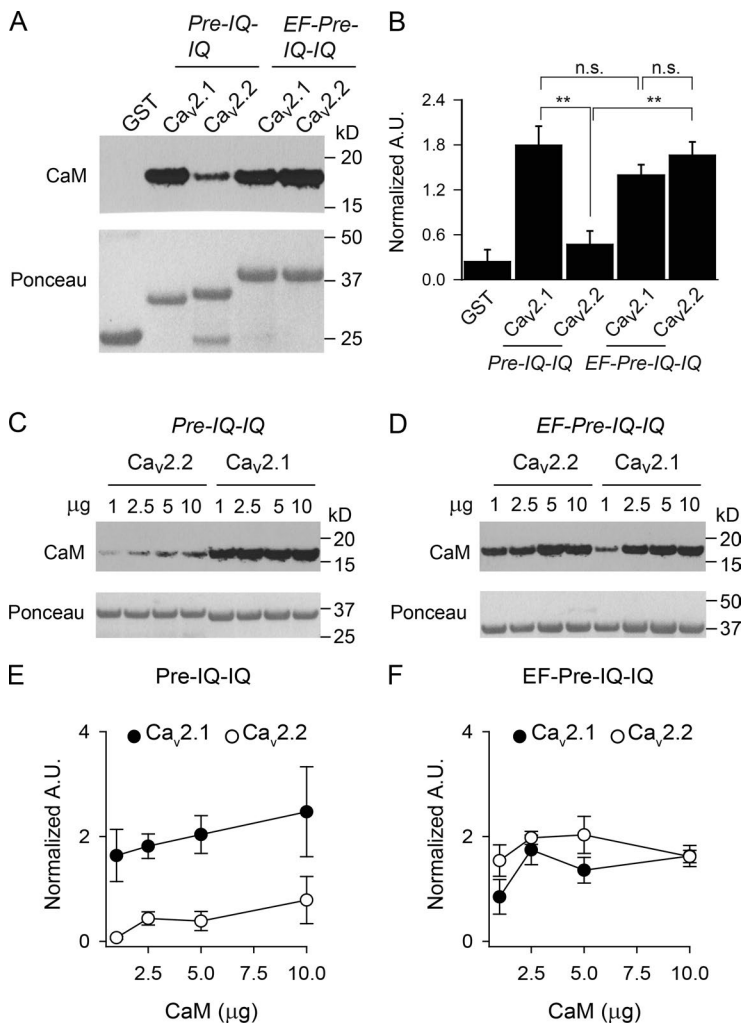 A
Pre-IQ-IQ
EF-Pre-IQ-IQ
GST
Cav2.1
Cav2.2
Cav2.1
Cav2.2
kD
CaM
20
15
Ponceau
50
37
25
B
n.s.
n.s.
**
**
Normalized A.U.
2.4
1.8
1.2
0.6
0.0
GST
Cav2.1
Cav2.2
Cav2.1
Cav2.2
Pre-IQ-IQ
EF-Pre-IQ-IQ
C
Pre-IQ-IQ
Cav2.2 Cav2.1
μg 1 2.5 5 10 1 2.5 5 10 kD
CaM
20
15
Ponceau
37
25
D
EF-Pre-IQ-IQ
Cav2.2 Cav2.1
μg 1 2.5 5 10 1 2.5 5 10 kD
CaM
20
15
Ponceau
50
37
E
Pre-IQ-IQ
Cav2.1 Cav2.2
Normalized A.U.
4
2
0
2.5 5.0 7.5 10.0
CaM (μg)
F
EF-Pre-IQ-IQ
Cav2.1 Cav2.2
Normalized A.U.
4
2
0
2.5 5.0 7.5 10.0
CaM (μg)